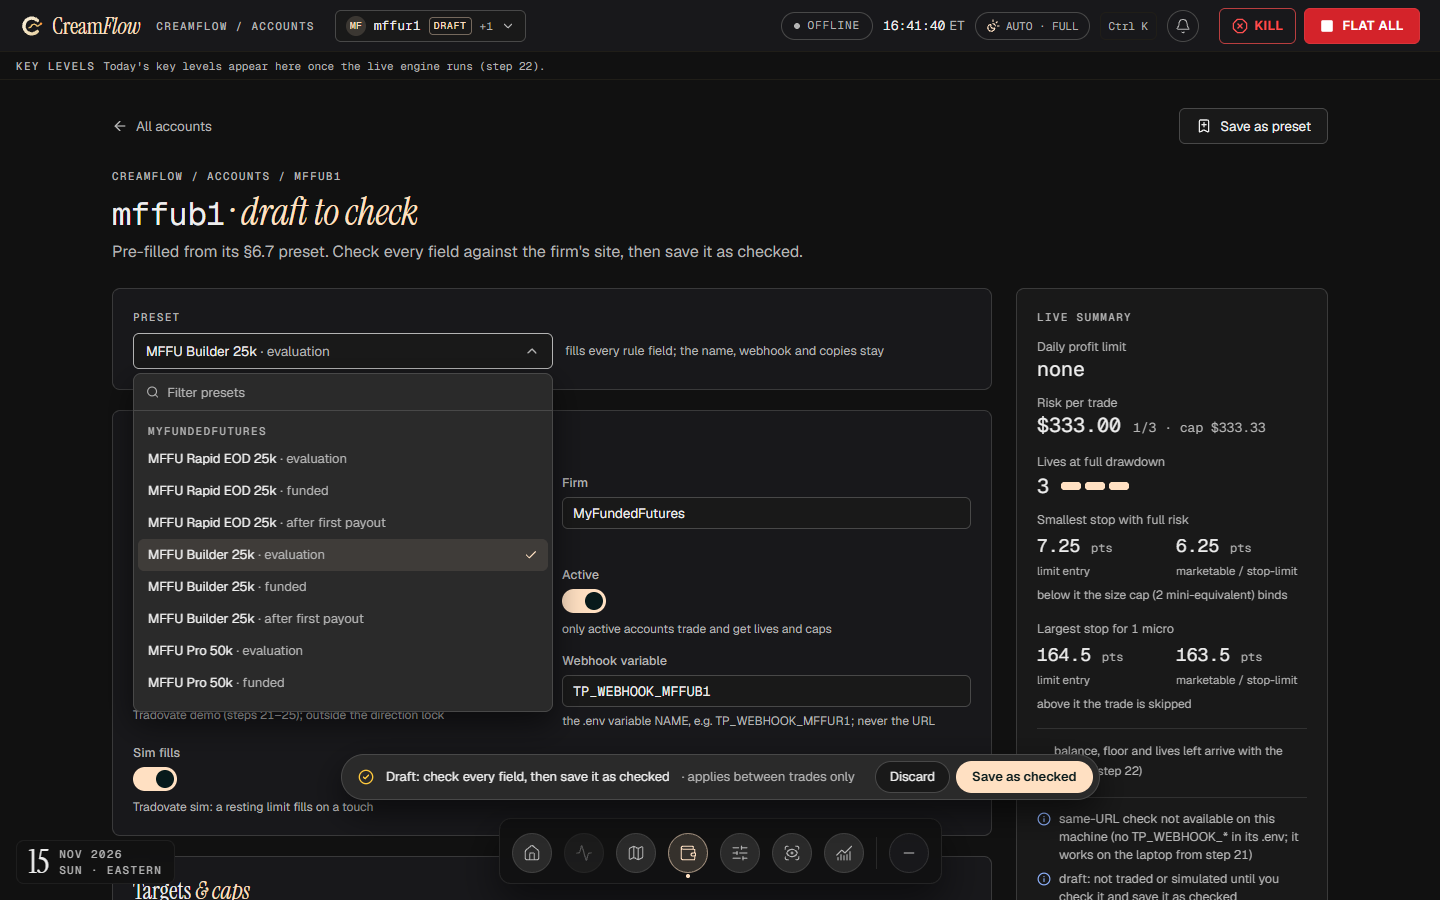 CreamFlow
CREAMFLOW / ACCOUNTS
MF mffur1 DRAFT +1
OFFLINE
16:41:40 ET
AUTO · FULL
Ctrl K
KILL
FLAT ALL
KEY LEVELS Today's key levels appear here once the live engine runs (step 22).
All accounts
Save as preset
CREAMFLOW / ACCOUNTS / MFFUB1
mffub1 · draft to check
Pre-filled from its §6.7 preset. Check every field against the firm's site, then save it as checked.
PRESET
MFFU Builder 25k · evaluation
fills every rule field; the name, webhook and copies stay
Filter presets
MYFUNDEDFUTURES
MFFU Rapid EOD 25k · evaluation
MFFU Rapid EOD 25k · funded
MFFU Rapid EOD 25k · after first payout
MFFU Builder 25k · evaluation
MFFU Builder 25k · funded
MFFU Builder 25k · after first payout
MFFU Pro 50k · evaluation
MFFU Pro 50k · funded
Tradovate demo (steps 21–25); outside the direction lock
Firm
MyFundedFutures
Active
only active accounts trade and get lives and caps
Webhook variable
TP_WEBHOOK_MFFUB1
the .env variable NAME, e.g. TP_WEBHOOK_MFFUR1; never the URL
Sim fills
Tradovate sim: a resting limit fills on a touch
Draft: check every field, then save it as checked · applies between trades only
Discard
Save as checked
15 NOV 2026
SUN · EASTERN
Targets & caps
LIVE SUMMARY
Daily profit limit
none
Risk per trade
$333.00 1/3 · cap $333.33
Lives at full drawdown
3
Smallest stop with full risk
7.25 pts 6.25 pts
limit entry marketable / stop-limit
below it the size cap (2 mini-equivalent) binds
Largest stop for 1 micro
164.5 pts 163.5 pts
limit entry marketable / stop-limit
above it the trade is skipped
balance, floor and lives left arrive with the
step 22)
same-URL check not available on this
machine (no TP_WEBHOOK_* in its .env; it
works on the laptop from step 21)
draft: not traded or simulated until you
check it and save it as checked